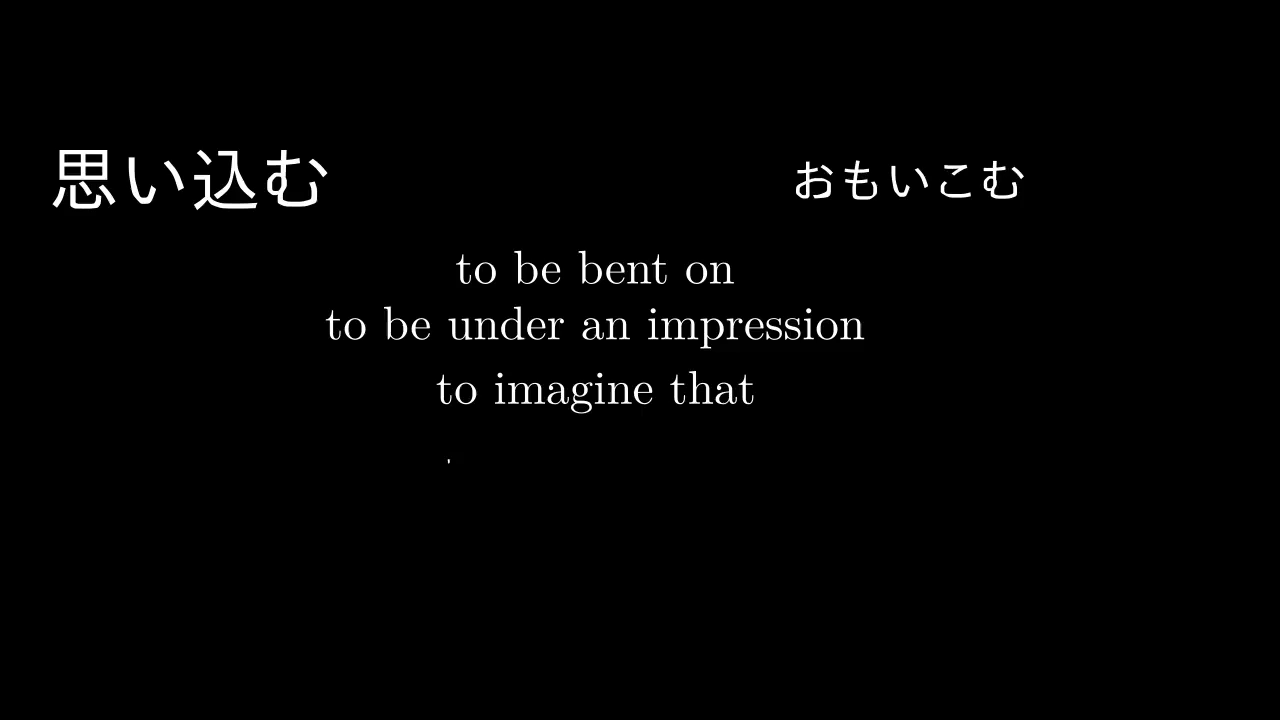 思い込む おもいこむ
to be bent on
to be under an impression
to imagine that